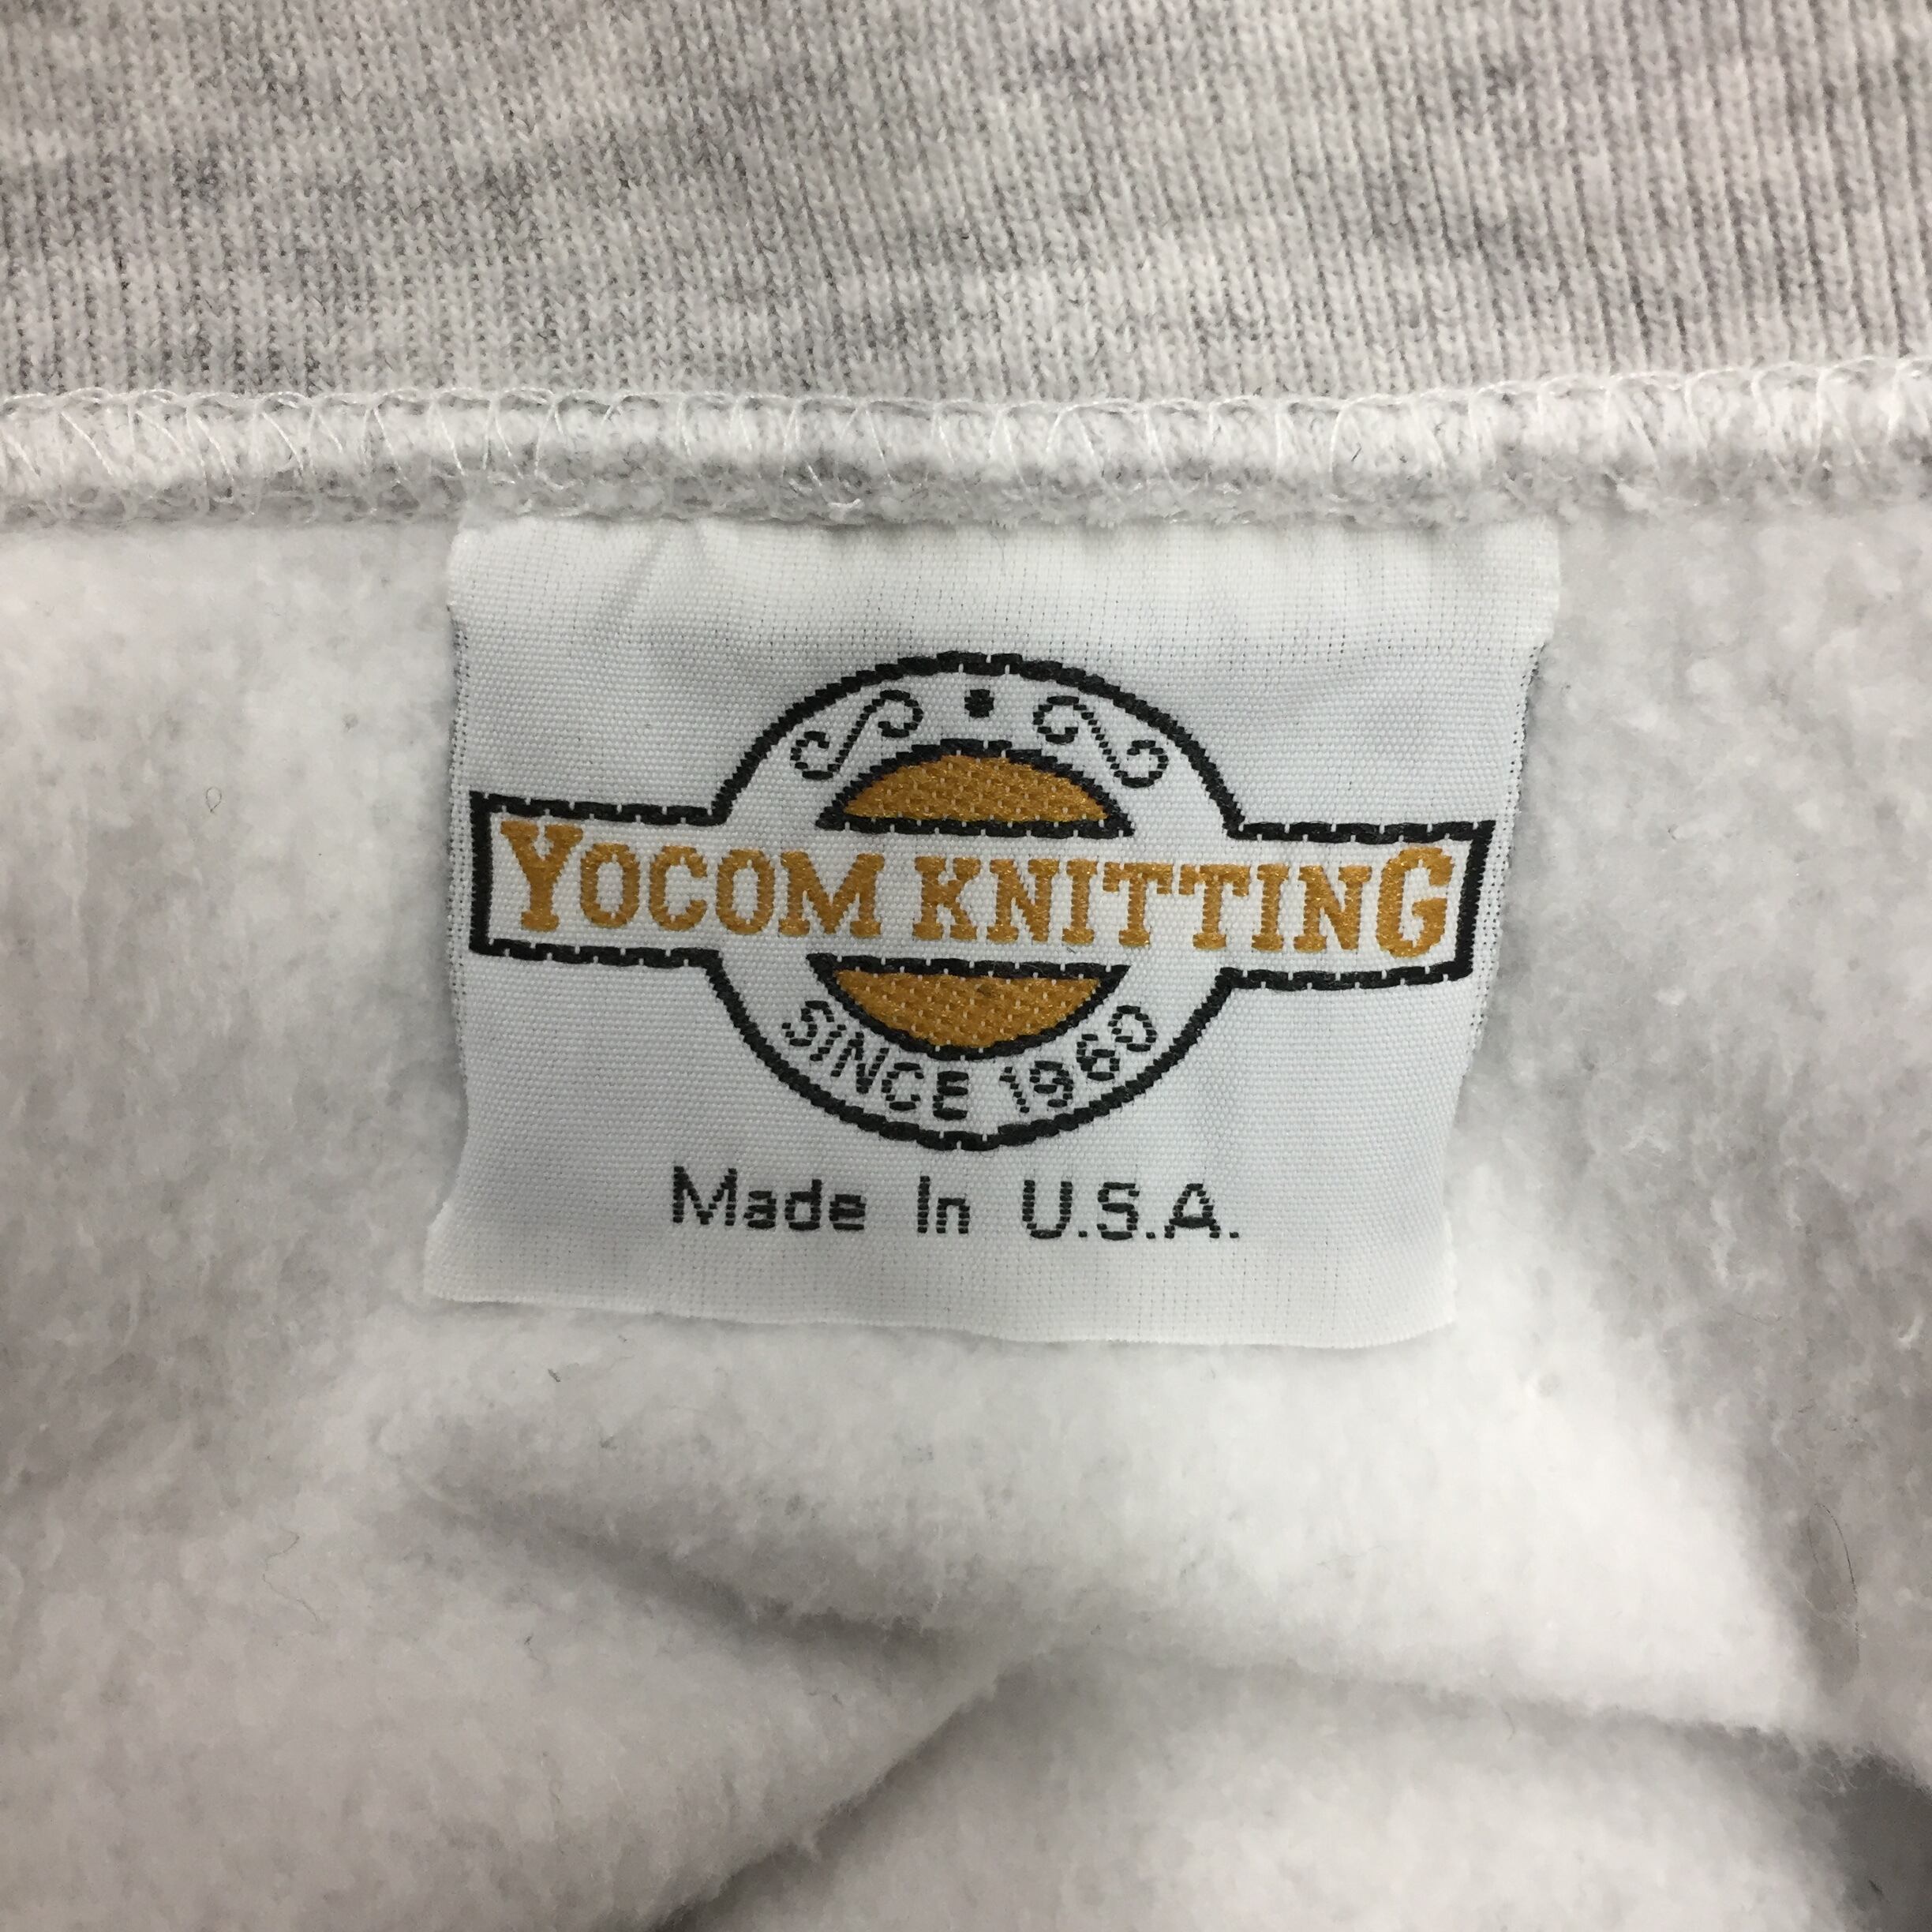 YOCOM KNITTING
SINCE 1960
Made In U.S.A.